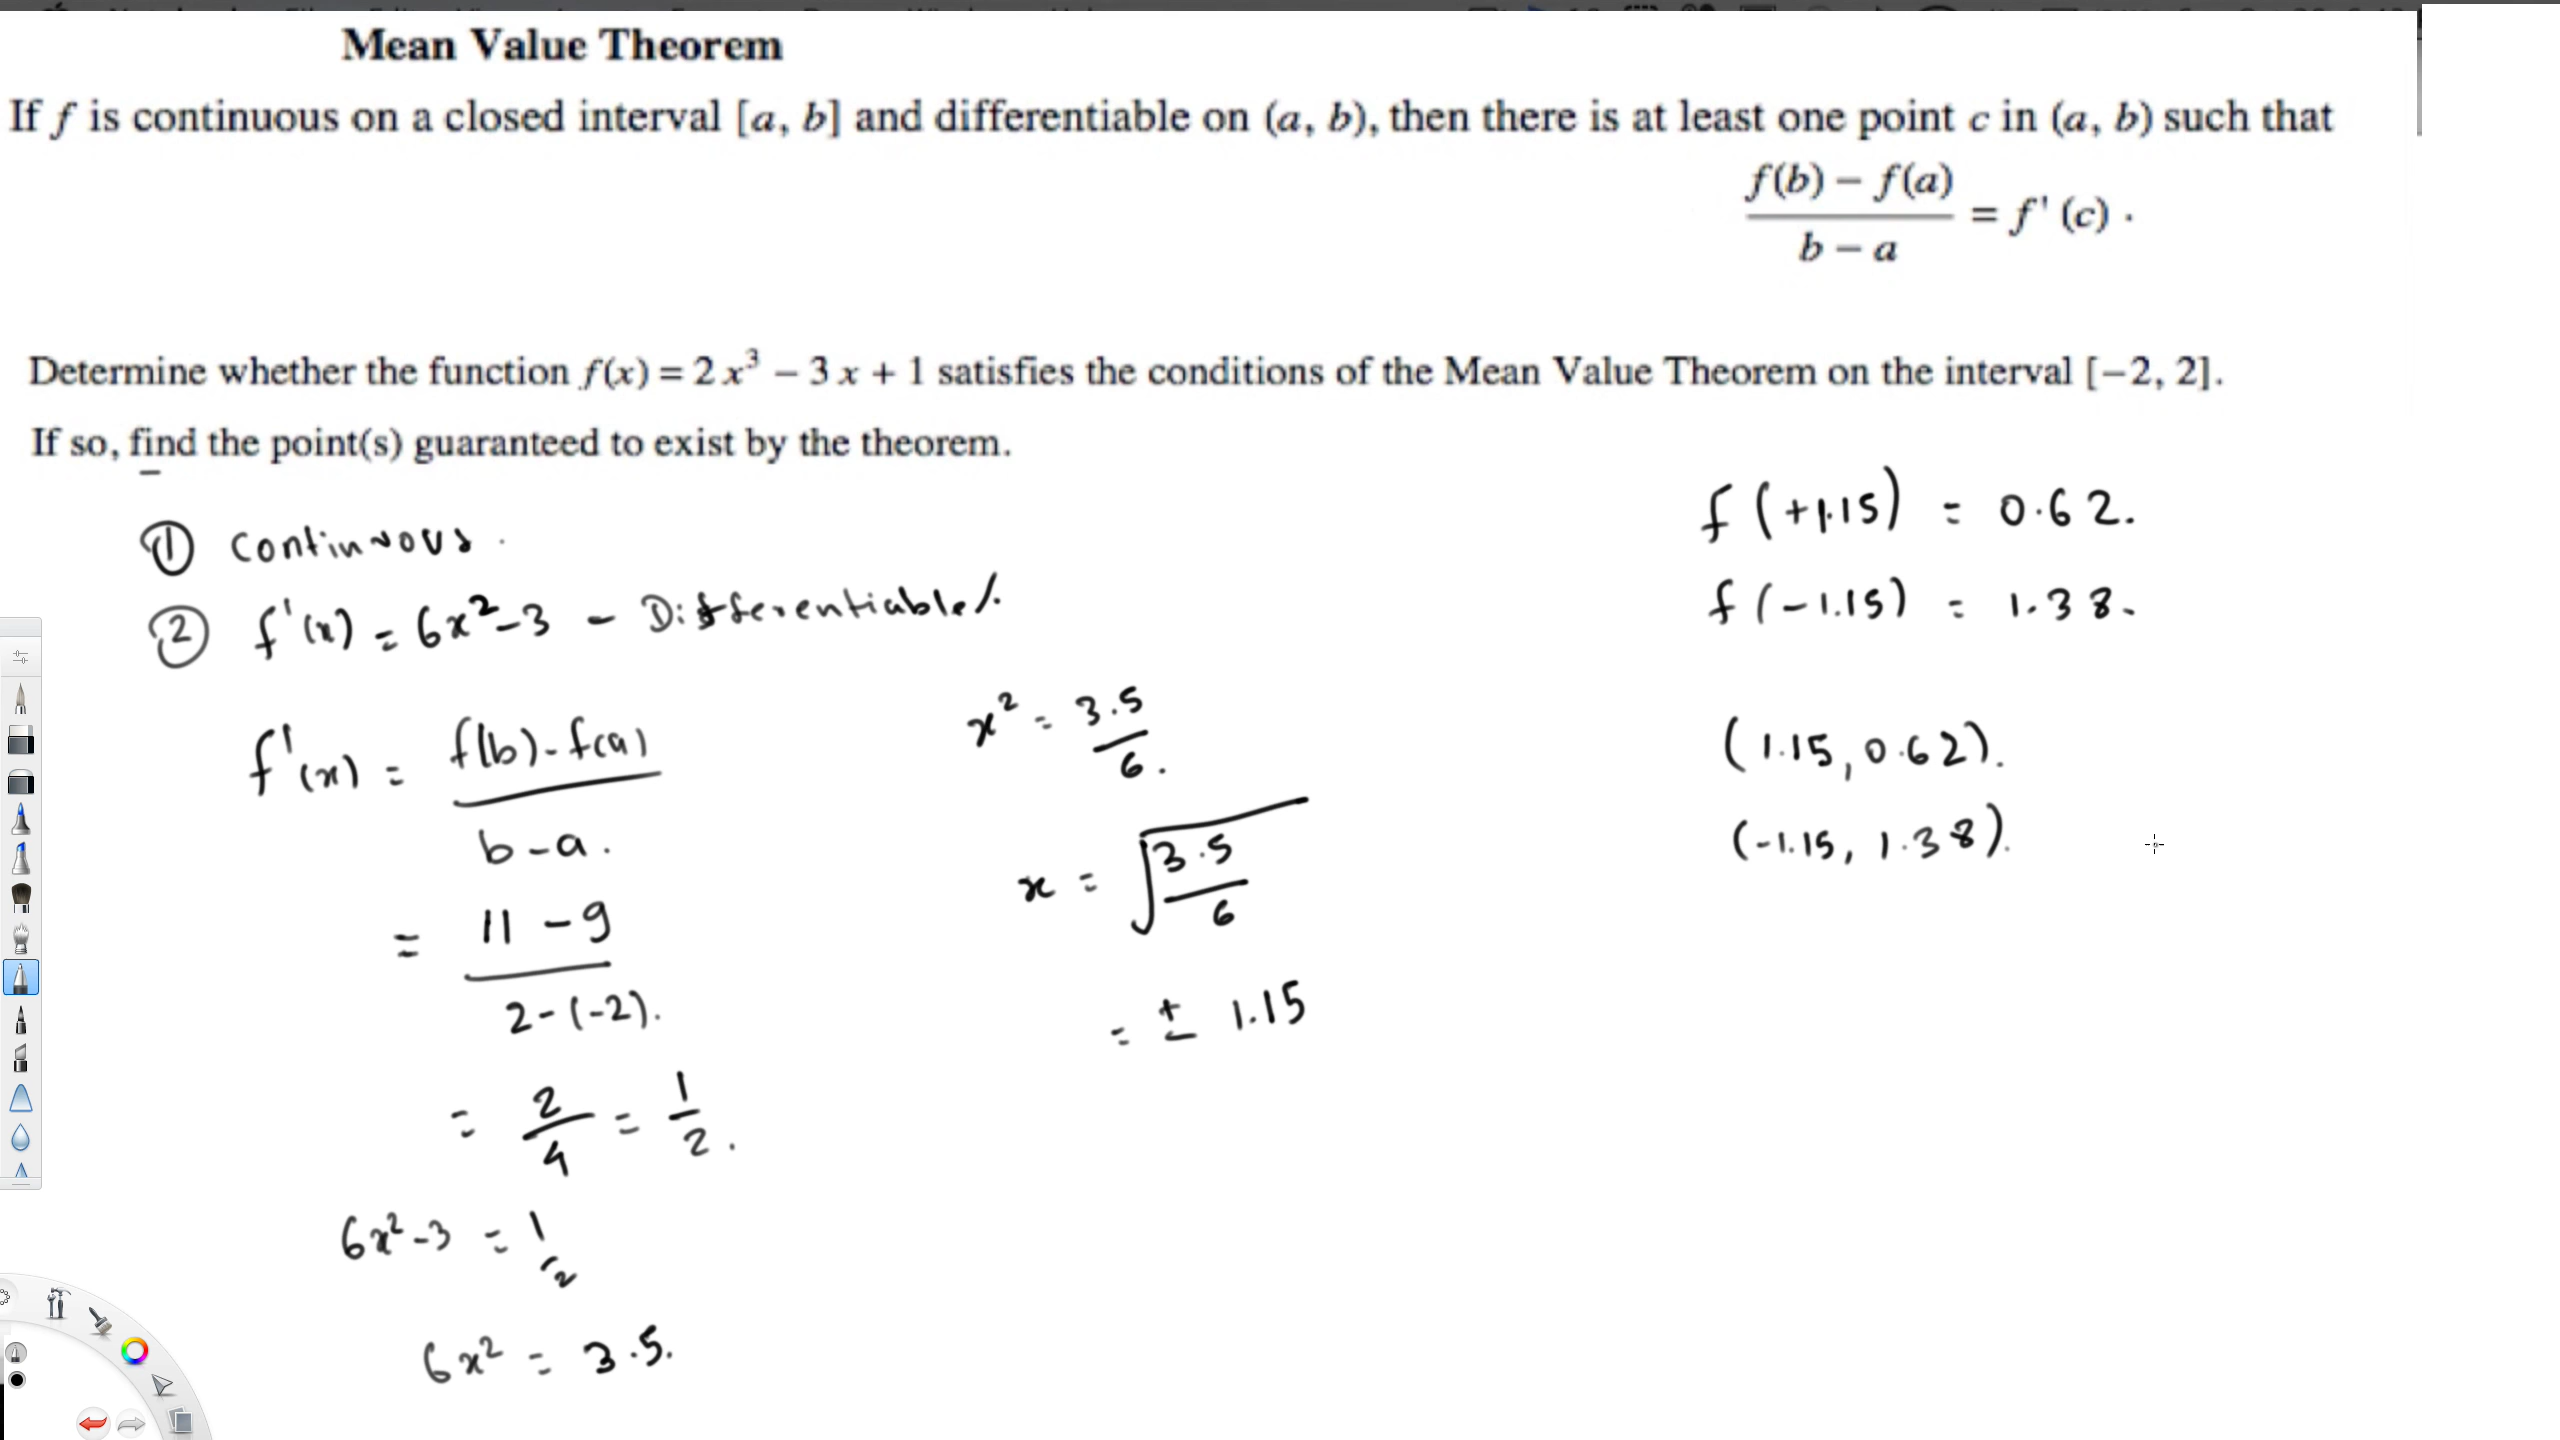 Mean Value Theorem
If f is continuous on a closed interval [a, b] and differentiable on (a, b), then there is at least one point c in (a, b) such that
f(b) − f(a)
= f' (c) .
b − a
Determine whether the function f(x) = 2 x³ − 3 x + 1 satisfies the conditions of the Mean Value Theorem on the interval [−2, 2].
If so, find the point(s) guaranteed to exist by the theorem.
① continuous.
② f'(x) = 6x²-3 - Differentiable/.
f'(x) = f(b)-f(a)
b-a.
= 11 - 9
2-(-2).
= 2/4 = 1/2.
6x²-3 = 1/2
6x² = 3.5.
x² = 3.5
6.
x = √3.5
6
= ± 1.15
f(+1.15) = 0.62.
f(-1.15) = 1.38.
(1.15, 0.62).
(-1.15, 1.38).